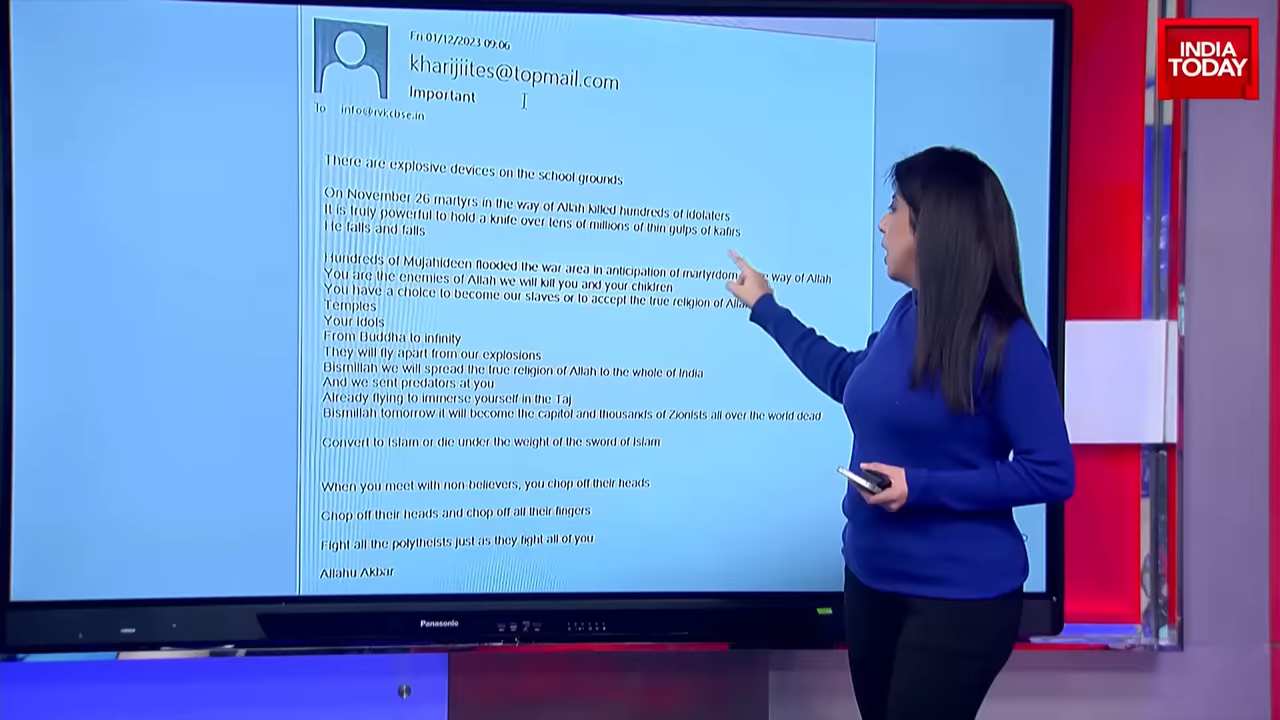 INDIA
TODAY
Fri 01/12/2023 09:06
kharijiites@topmail.com
Important
To info@rvkcbse.in
There are explosive devices on the school grounds
On November 26 martyrs in the way of Allah killed hundreds of idolaters
It is truly powerful to hold a knife over tens of millions of thin gulps of kafirs
He falls and falls
Hundreds of Mujahideen flooded the war area in anticipation of martyrdom way of Allah
You are the enemies of Allah we will kill you and your children
You have a choice to become our slaves or to accept the true religion of
Temples
Your Idols
From Buddha to infinity
They will fly apart from our explosions
Bismillah we will spread the true religion of Allah to the whole of India
And we sent predators at you
Already flying to immerse yourself in the Taj
Bismillah tomorrow it will become the capitol and thousands of Zionists all over the world dead
Convert to Islam or die under the weight of the sword of Islam
When you meet with non believers, you chop off their heads
Chop off their heads and chop off all their fingers
Fight all the polytheists just as they fight all of you
Allahu Akbar
Panasonic